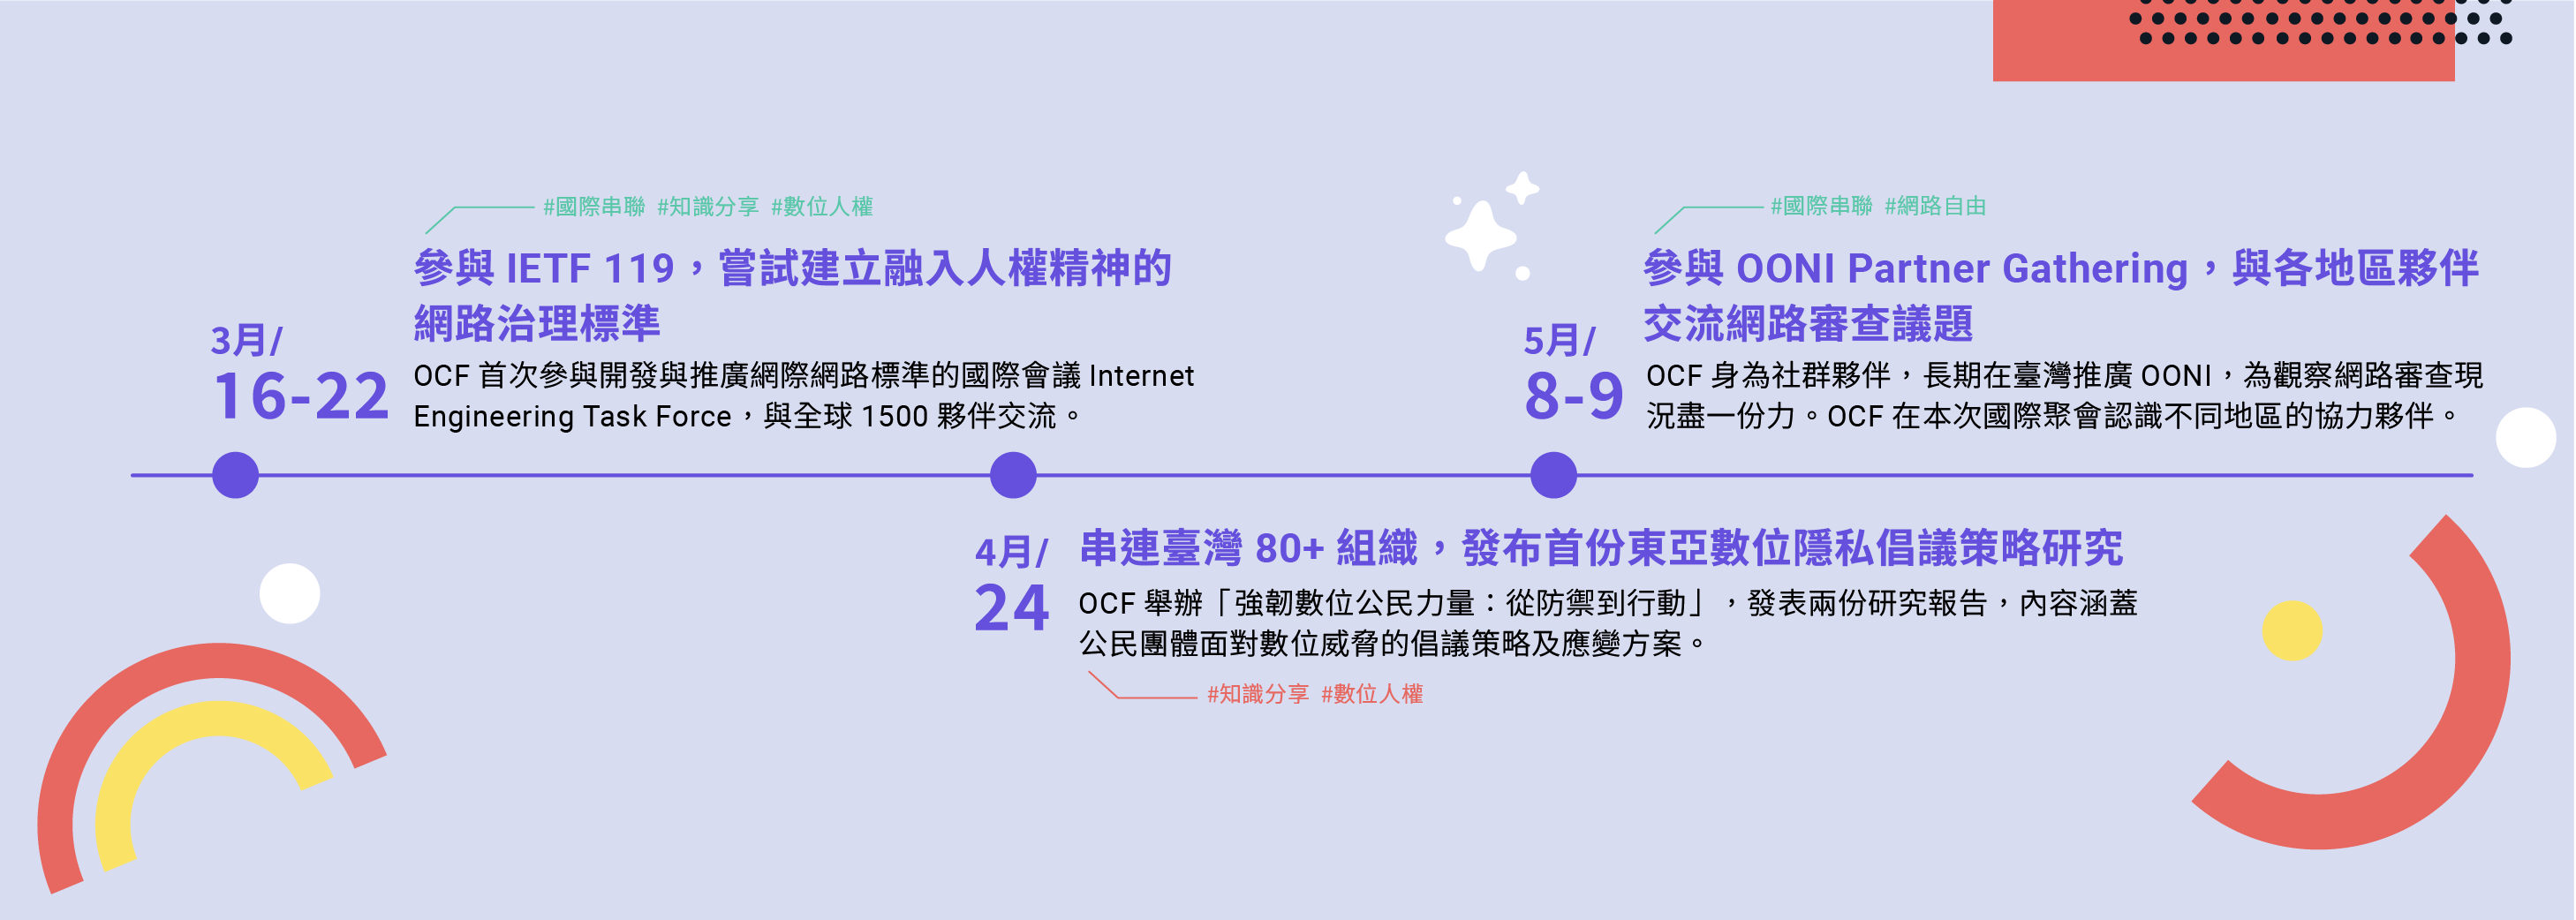 #國際串聯 #知識分享 #數位人權
參與 IETF 119，嘗試建立融入人權精神的
網路治理標準
3月/
16-22
OCF 首次參與開發與推廣網際網路標準的國際會議 Internet
Engineering Task Force，與全球 1500 夥伴交流。
4月/
24
串連臺灣 80+ 組織，發布首份東亞數位隱私倡議策略研究
OCF 舉辦「強韌數位公民力量：從防禦到行動」，發表兩份研究報告，內容涵蓋
公民團體面對數位威脅的倡議策略及應變方案。
#知識分享 #數位人權
#國際串聯 #網路自由
參與 OONI Partner Gathering，與各地區夥伴
交流網路審查議題
5月/
8-9
OCF 身為社群夥伴，長期在臺灣推廣 OONI，為觀察網路審查現
況盡一份力。OCF 在本次國際聚會認識不同地區的協力夥伴。